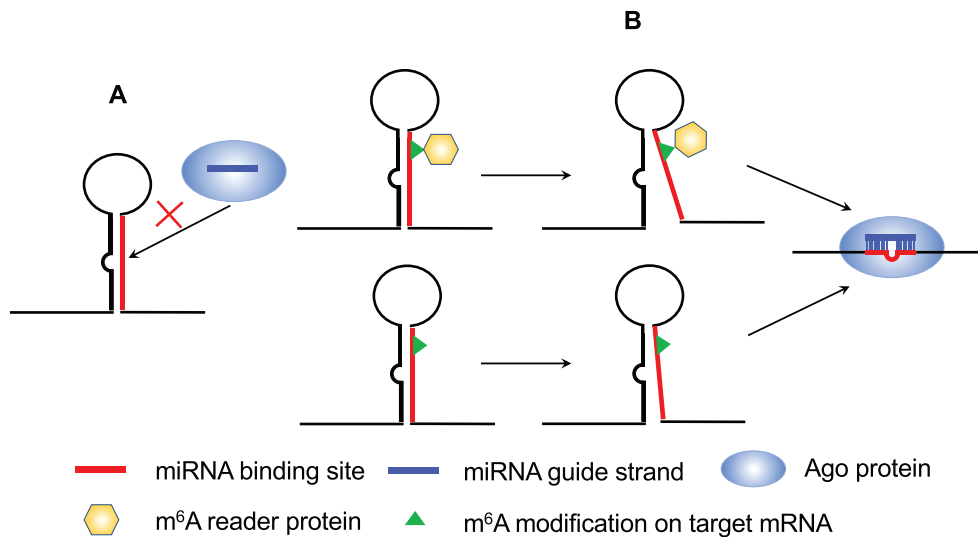 A
B
miRNA binding site
miRNA guide strand
Ago protein
m⁶A reader protein
m⁶A modification on target mRNA